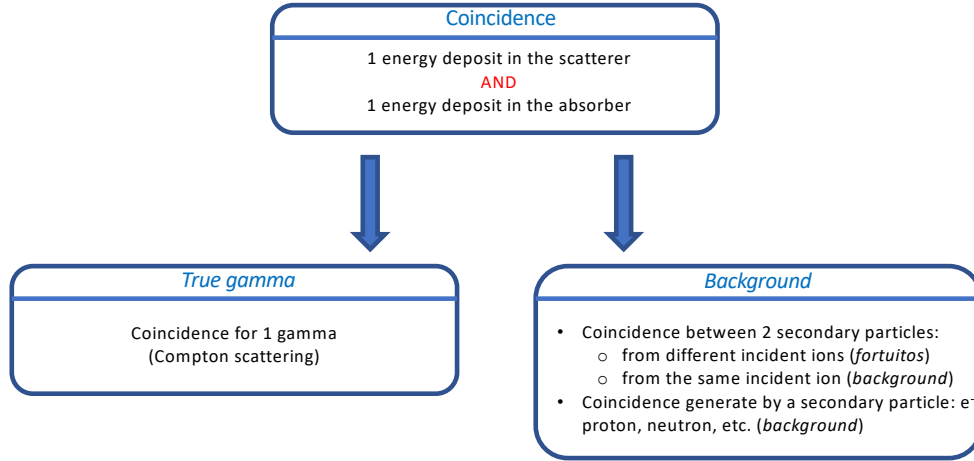 Coincidence
1 energy deposit in the scatterer
AND
1 energy deposit in the absorber
True gamma
Coincidence for 1 gamma
(Compton scattering)
Background
• Coincidence between 2 secondary particles:
o from different incident ions (fortuitos)
o from the same incident ion (background)
• Coincidence generate by a secondary particle: e⁻
proton, neutron, etc. (background)